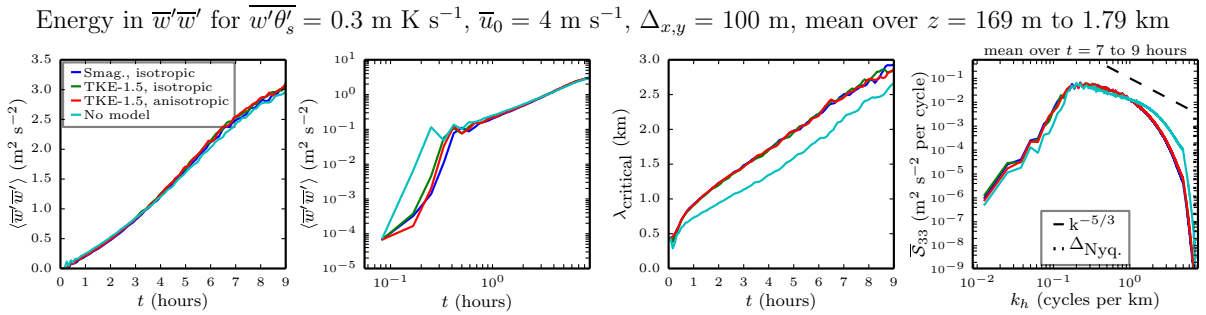 Energy in w̅'w̅' for \overline{w'θ'_s} = 0.3 m K s⁻¹, u̅₀ = 4 m s⁻¹, Δ_{x,y} = 100 m, mean over z = 169 m to 1.79 km
3.5
3.0
2.5
2.0
1.5
1.0
0.5
0.0
⟨w̅'w̅'⟩ (m² s⁻²)
Smag., isotropic
TKE-1.5, isotropic
TKE-1.5, anisotropic
No model
0 1 2 3 4 5 6 7 8 9
t (hours)
10¹
10⁰
10⁻¹
10⁻²
10⁻³
10⁻⁴
10⁻⁵
⟨w̅'w̅'⟩ (m² s⁻²)
10⁻¹ 10⁰
t (hours)
3.0
2.5
2.0
1.5
1.0
0.5
0.0
λ_critical (km)
0 1 2 3 4 5 6 7 8 9
t (hours)
mean over t = 7 to 9 hours
10⁻¹
10⁻²
10⁻³
10⁻⁴
10⁻⁵
10⁻⁶
10⁻⁷
10⁻⁸
10⁻⁹
S̅₃₃ (m² s⁻² per cycle)
k⁻⁵/³
Δ_Nyq.
10⁻² 10⁻¹ 10⁰
k_h (cycles per km)